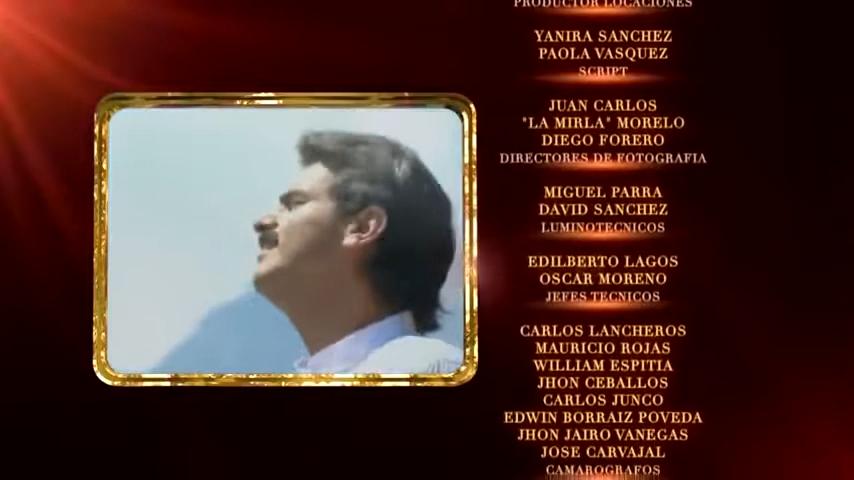 PRODUCTOR LOCACIONES
YANIRA SANCHEZ
PAOLA VASQUEZ
SCRIPT
JUAN CARLOS
"LA MIRLA" MORELO
DIEGO FORERO
DIRECTORES DE FOTOGRAFIA
MIGUEL PARRA
DAVID SANCHEZ
LUMINOTECNICOS
EDILBERTO LAGOS
OSCAR MORENO
JEFES TECNICOS
CARLOS LANCHEROS
MAURICIO ROJAS
WILLIAM ESPITIA
JHON CEBALLOS
CARLOS JUNCO
EDWIN BORRAIZ POVEDA
JHON JAIRO VANEGAS
JOSE CARVAJAL
CAMAROGRAFOS